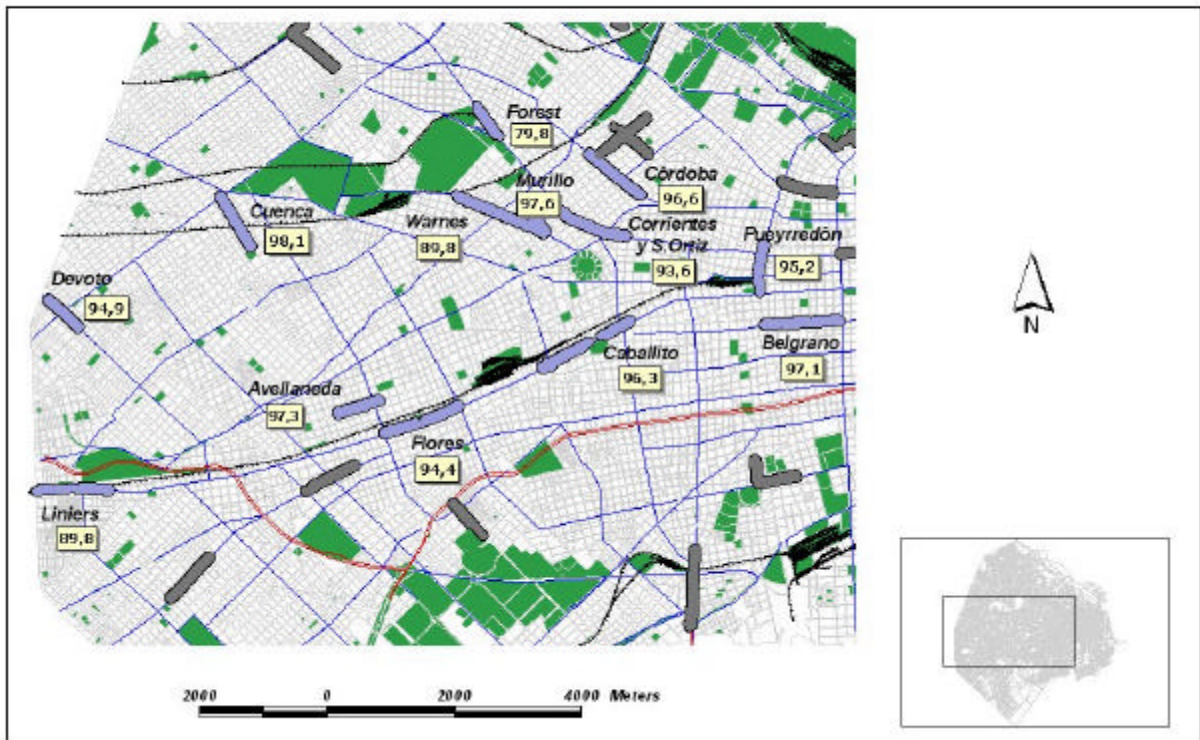 Forest
79,8
Murillo
97,6
Córdoba
96,6
Cuenca
98,1
Warnes
89,8
Corrientes
y S.Ortiz
93,6
Pueyrredón
95,2
Devoto
94,9
Caballito
96,3
Belgrano
97,1
Avellaneda
97,3
Flores
94,4
Liniers
89,8
N
2000 0 2000 4000 Meters